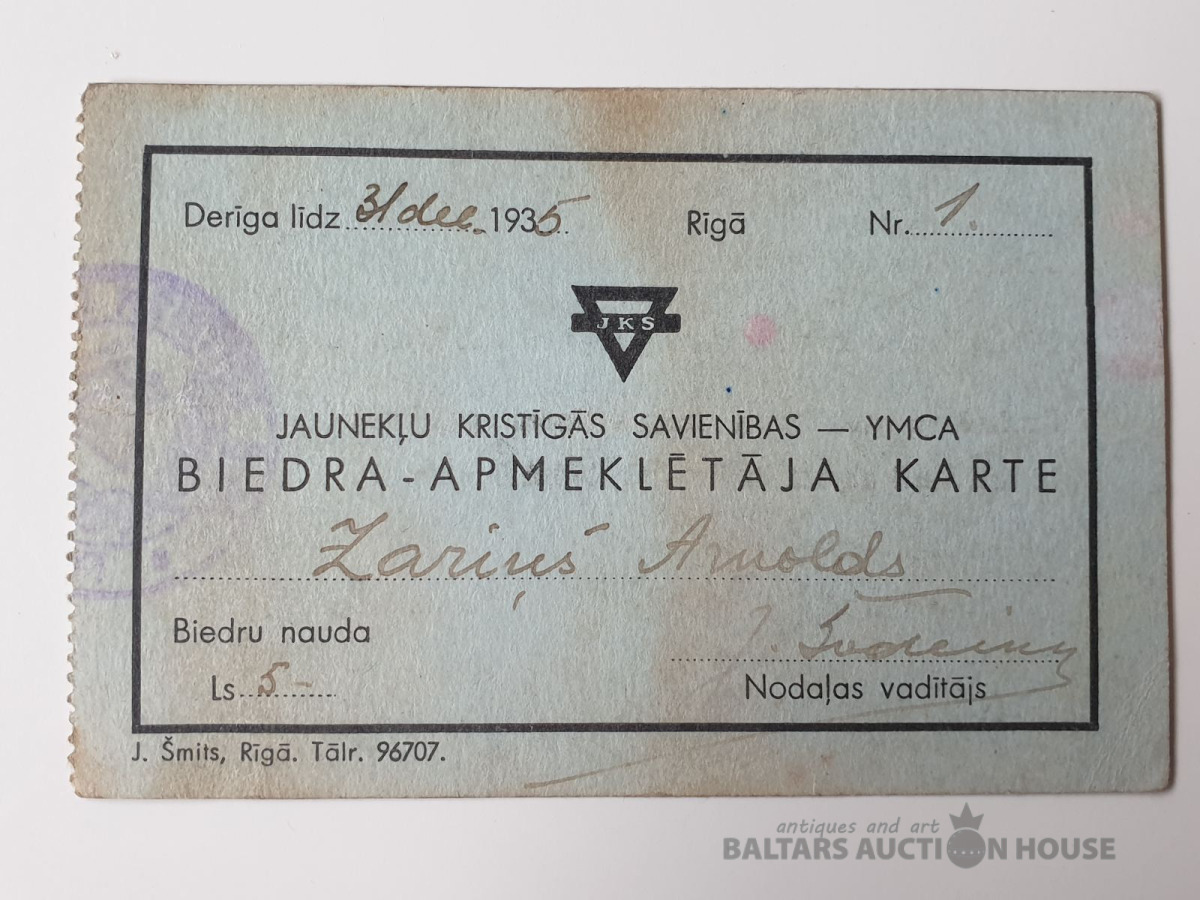 Derīga līdz 31 dec. 1935. Rīgā Nr. 1.
JKS
JAUNEKĻU KRISTĪGĀS SAVIENĪBAS — YMCA
BIEDRA-APMEKLĒTĀJA KARTE
Zariņš Arnolds
Biedru nauda
Ls. 5-
Nodaļas vadītājs
J. Šmits, Rīgā. Tālr. 96707.
antiques and art
BALTARS AUCTION HOUSE